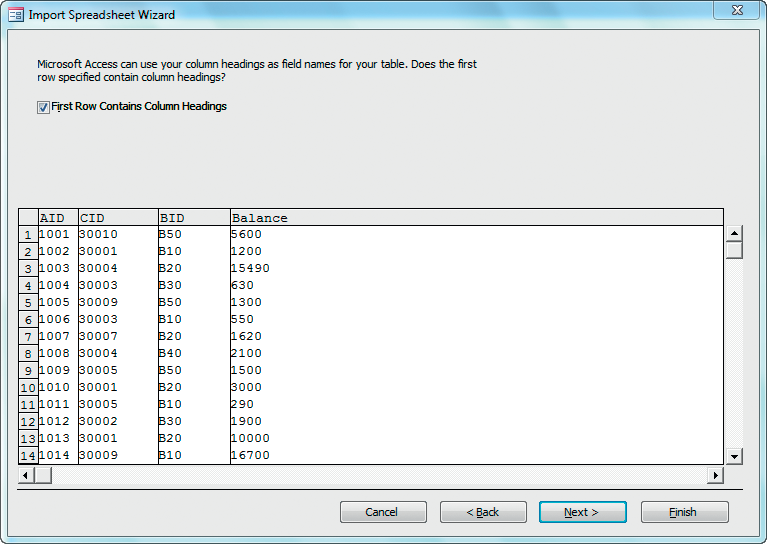 Import Spreadsheet Wizard
Microsoft Access can use your column headings as field names for your table. Does the first
row specified contain column headings?
First Row Contains Column Headings
AID CID BID Balance
1 1001 30010 B50 5600
2 1002 30001 B10 1200
3 1003 30004 B20 15490
4 1004 30003 B30 630
5 1005 30009 B50 1300
6 1006 30003 B10 550
7 1007 30007 B20 1620
8 1008 30004 B40 2100
9 1009 30005 B50 1500
10 1010 30001 B20 3000
11 1011 30005 B10 290
12 1012 30002 B30 1900
13 1013 30001 B20 10000
14 1014 30009 B10 16700
Cancel < Back Next > Finish